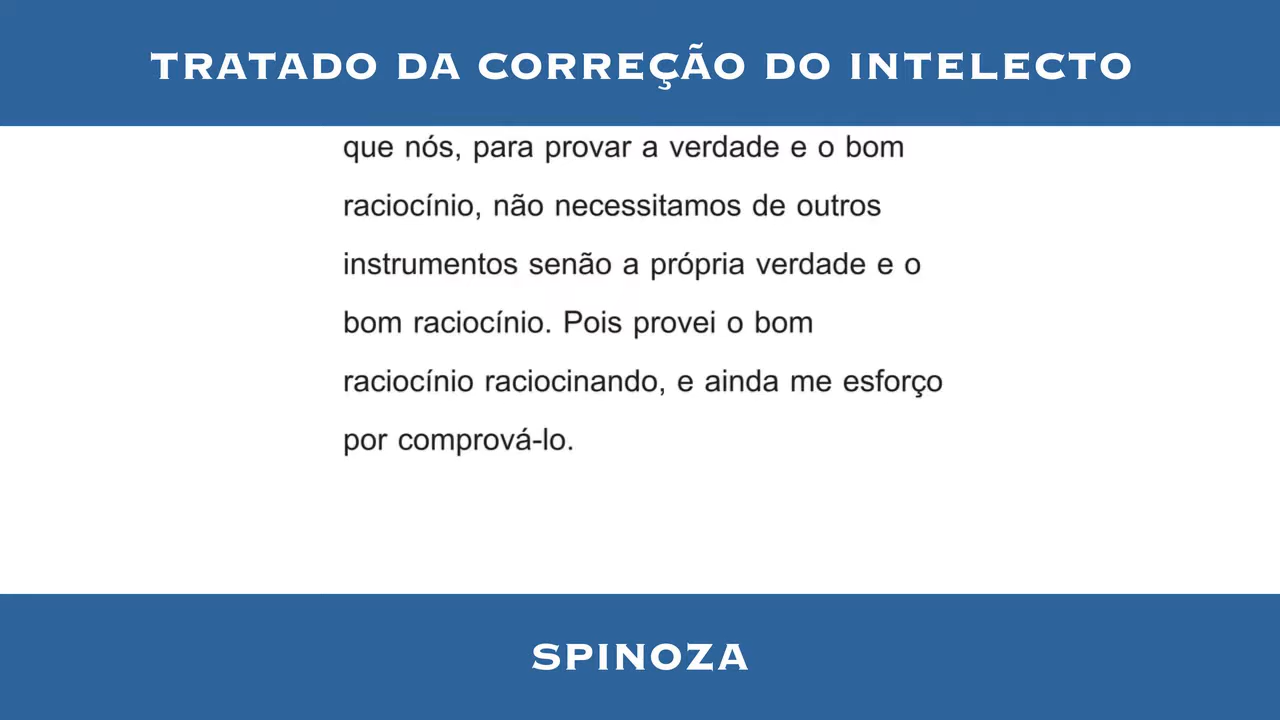 TRATADO DA CORREÇÃO DO INTELECTO
que nós, para provar a verdade e o bom
raciocínio, não necessitamos de outros
instrumentos senão a própria verdade e o
bom raciocínio. Pois provei o bom
raciocínio raciocinando, e ainda me esforço
por comprová-lo.
SPINOZA